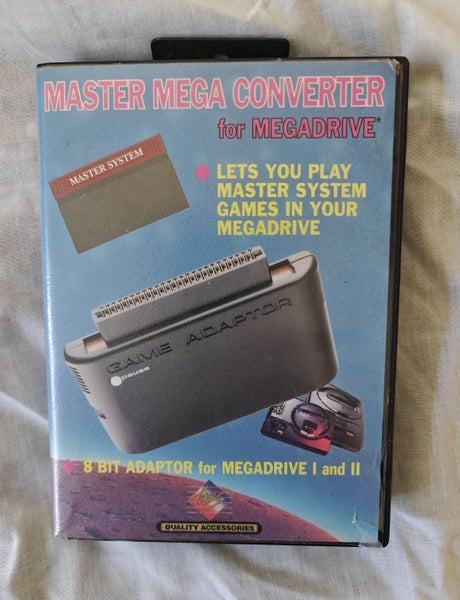 MASTER MEGA CONVERTER
for MEGADRIVE*
MASTER SYSTEM
LETS YOU PLAY
MASTER SYSTEM
GAMES IN YOUR
MEGADRIVE
GAME ADAPTOR
pause
8 BIT ADAPTOR for MEGADRIVE I and II
QUALITY ACCESSORIES